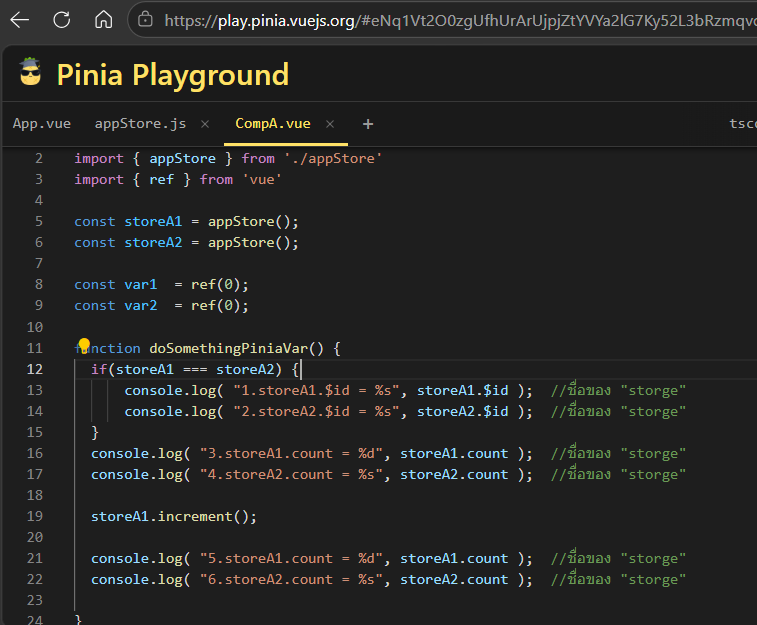 https://play.pinia.vuejs.org/#eNq1Vt2O0zgUfhUrArUjpjZtYVYa2lG7Ky52L3bRzmqv
Pinia Playground
App.vue appStore.js × CompA.vue × + tsc
2 import { appStore } from './appStore'
3 import { ref } from 'vue'
4
5 const storeA1 = appStore();
6 const storeA2 = appStore();
7
8 const var1  = ref(0);
9 const var2  = ref(0);
10
11 function doSomethingPiniaVar() {
12 if(storeA1 === storeA2) {
13 console.log( "1.storeA1.$id = %s", storeA1.$id );  //ชื่อของ "storge"
14 console.log( "2.storeA2.$id = %s", storeA2.$id );  //ชื่อของ "storge"
15 }
16 console.log( "3.storeA1.count = %d", storeA1.count );  //ชื่อของ "storge"
17 console.log( "4.storeA2.count = %s", storeA2.count );  //ชื่อของ "storge"
18
19 storeA1.increment();
20
21 console.log( "5.storeA1.count = %d", storeA1.count );  //ชื่อของ "storge"
22 console.log( "6.storeA2.count = %s", storeA2.count );  //ชื่อของ "storge"
23
24 }